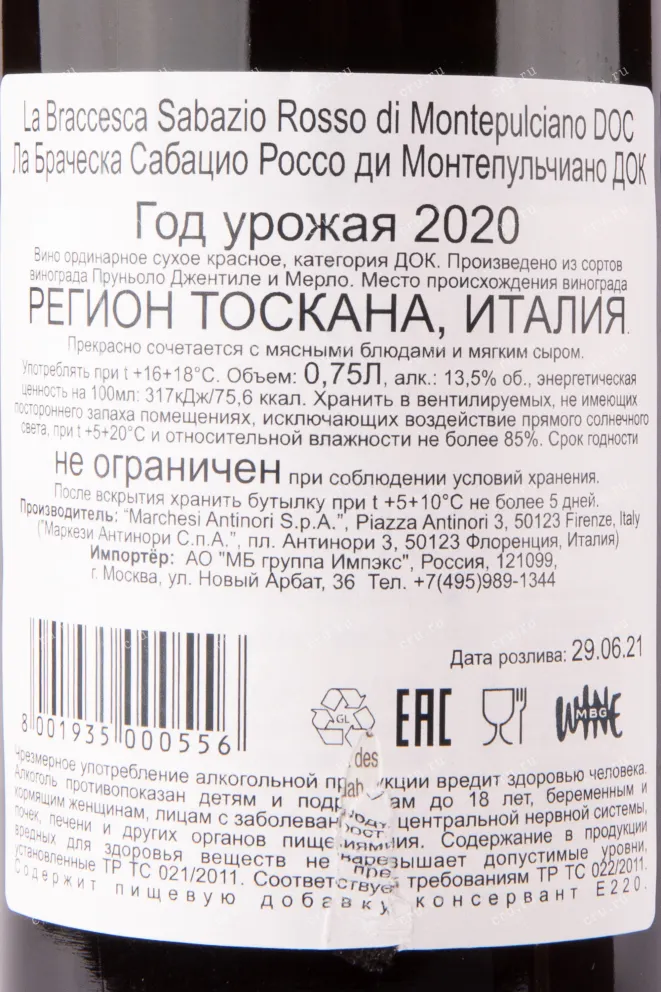 La Braccesca Sabazio Rosso di Montepulciano DOC
Ла Браческа Сабацио Россо ди Монтепульчиано ДОК
Год урожая 2020
Вино ординарное сухое красное, категория ДОК. Произведено из сортов
винограда Пруньоло Джентиле и Мерло. Место происхождения винограда
РЕГИОН ТОСКАНА, ИТАЛИЯ.
Прекрасно сочетается с мясными блюдами и мягким сыром.
Употреблять при t +16+18°С. Объем: 0,75Л, алк.: 13,5% об., энергетическая
ценность на 100мл: 317кДж/75,6 ккал. Хранить в вентилируемых, не имеющих
постороннего запаха помещениях, исключающих воздействие прямого солнечного
света, при t +5+20°С и относительной влажности не более 85%. Срок годности
не ограничен при соблюдении условий хранения.
После вскрытия хранить бутылку при t +5+10°С не более 5 дней.
Производитель: "Marchesi Antinori S.p.A.", Piazza Antinori 3, 50123 Firenze, Italy
("Маркези Антинори С.п.А.", пл. Антинори 3, 50123 Флоренция, Италия)
Импортёр: АО "МБ группа Импэкс", Россия, 121099,
г. Москва, ул. Новый Арбат, 36 Тел. +7(495)989-1344
Дата розлива: 29.06.21
8 001935 000556
GL
EAC
WINE
MBG
des
Чрезмерное употребление алкогольной пр кции вредит здоровью человека.
Алкоголь противопоказан детям и подр ам до 18 лет, беременным и
кормящим женщинам, лицам с заболеван центральной нервной системы,
почек, печени и других органов пище Содержание в продукции
вредных для здоровья веществ не превышает допустимые уровни,
установленные ТР ТС 021/2011. Соответствуе требованиям ТР ТС 022/2011.
Содержит пищевую добавку консервант Е220.